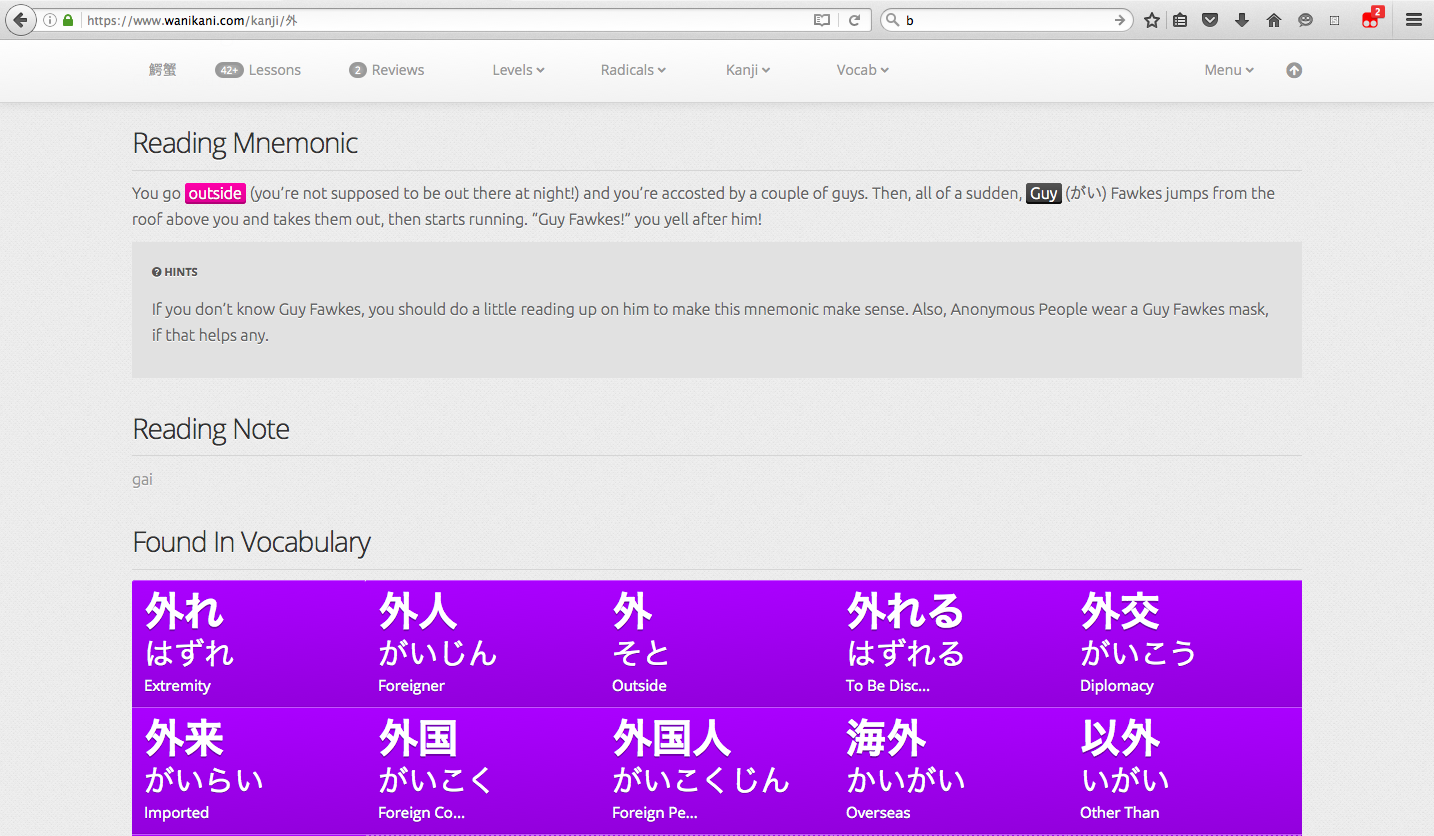 https://www.wanikani.com/kanji/外
b
2
鰐蟹 42+ Lessons 2 Reviews Levels Radicals Kanji Vocab Menu
Reading Mnemonic
You go outside (you’re not supposed to be out there at night!) and you’re accosted by a couple of guys. Then, all of a sudden, Guy (がい) Fawkes jumps from the
roof above you and takes them out, then starts running. “Guy Fawkes!” you yell after him!
HINTS
If you don’t know Guy Fawkes, you should do a little reading up on him to make this mnemonic make sense. Also, Anonymous People wear a Guy Fawkes mask,
if that helps any.
Reading Note
gai
Found In Vocabulary
外れ 外人 外 外れる 外交
はずれ がいじん そと はずれる がいこう
Extremity Foreigner Outside To Be Disc... Diplomacy
外来 外国 外国人 海外 以外
がいらい がいこく がいこくじん かいがい いがい
Imported Foreign Co... Foreign Pe... Overseas Other Than